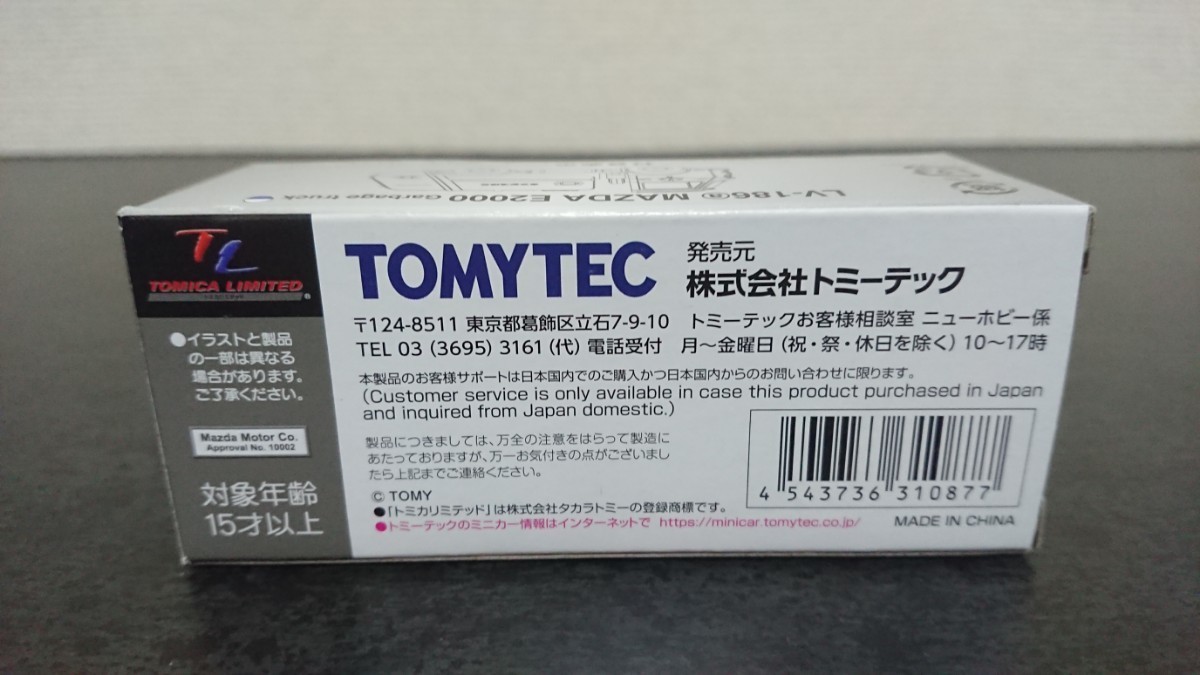 LV-186ⓐ MAZDA E2000 Garbage truck
TL
TOMICA LIMITED
●イラストと製品
の一部は異なる
場合があります。
ご了承ください。
Mazda Motor Co.
Approval No. 10002
対象年齢
15才以上
TOMYTEC
発売元
株式会社トミーテック
〒124-8511 東京都葛飾区立石7-9-10 トミーテックお客様相談室 ニューホビー係
TEL 03 (3695) 3161 (代) 電話受付 月～金曜日 (祝・祭・休日を除く) 10～17時
本製品のお客様サポートは日本国内でのご購入かつ日本国内からのお問い合わせに限ります。
(Customer service is only available in case this product purchased in Japan
and inquired from Japan domestic.)
製品につきましては、万全の注意をはらって製造に
あたっておりますが、万一お気付きの点がございまし
たら上記までご連絡ください。
© TOMY
●「トミカリミテッド」は株式会社タカラトミーの登録商標です。
●トミーテックのミニカー情報はインターネットで https://minicar.tomytec.co.jp/
4 543736 310877
MADE IN CHINA